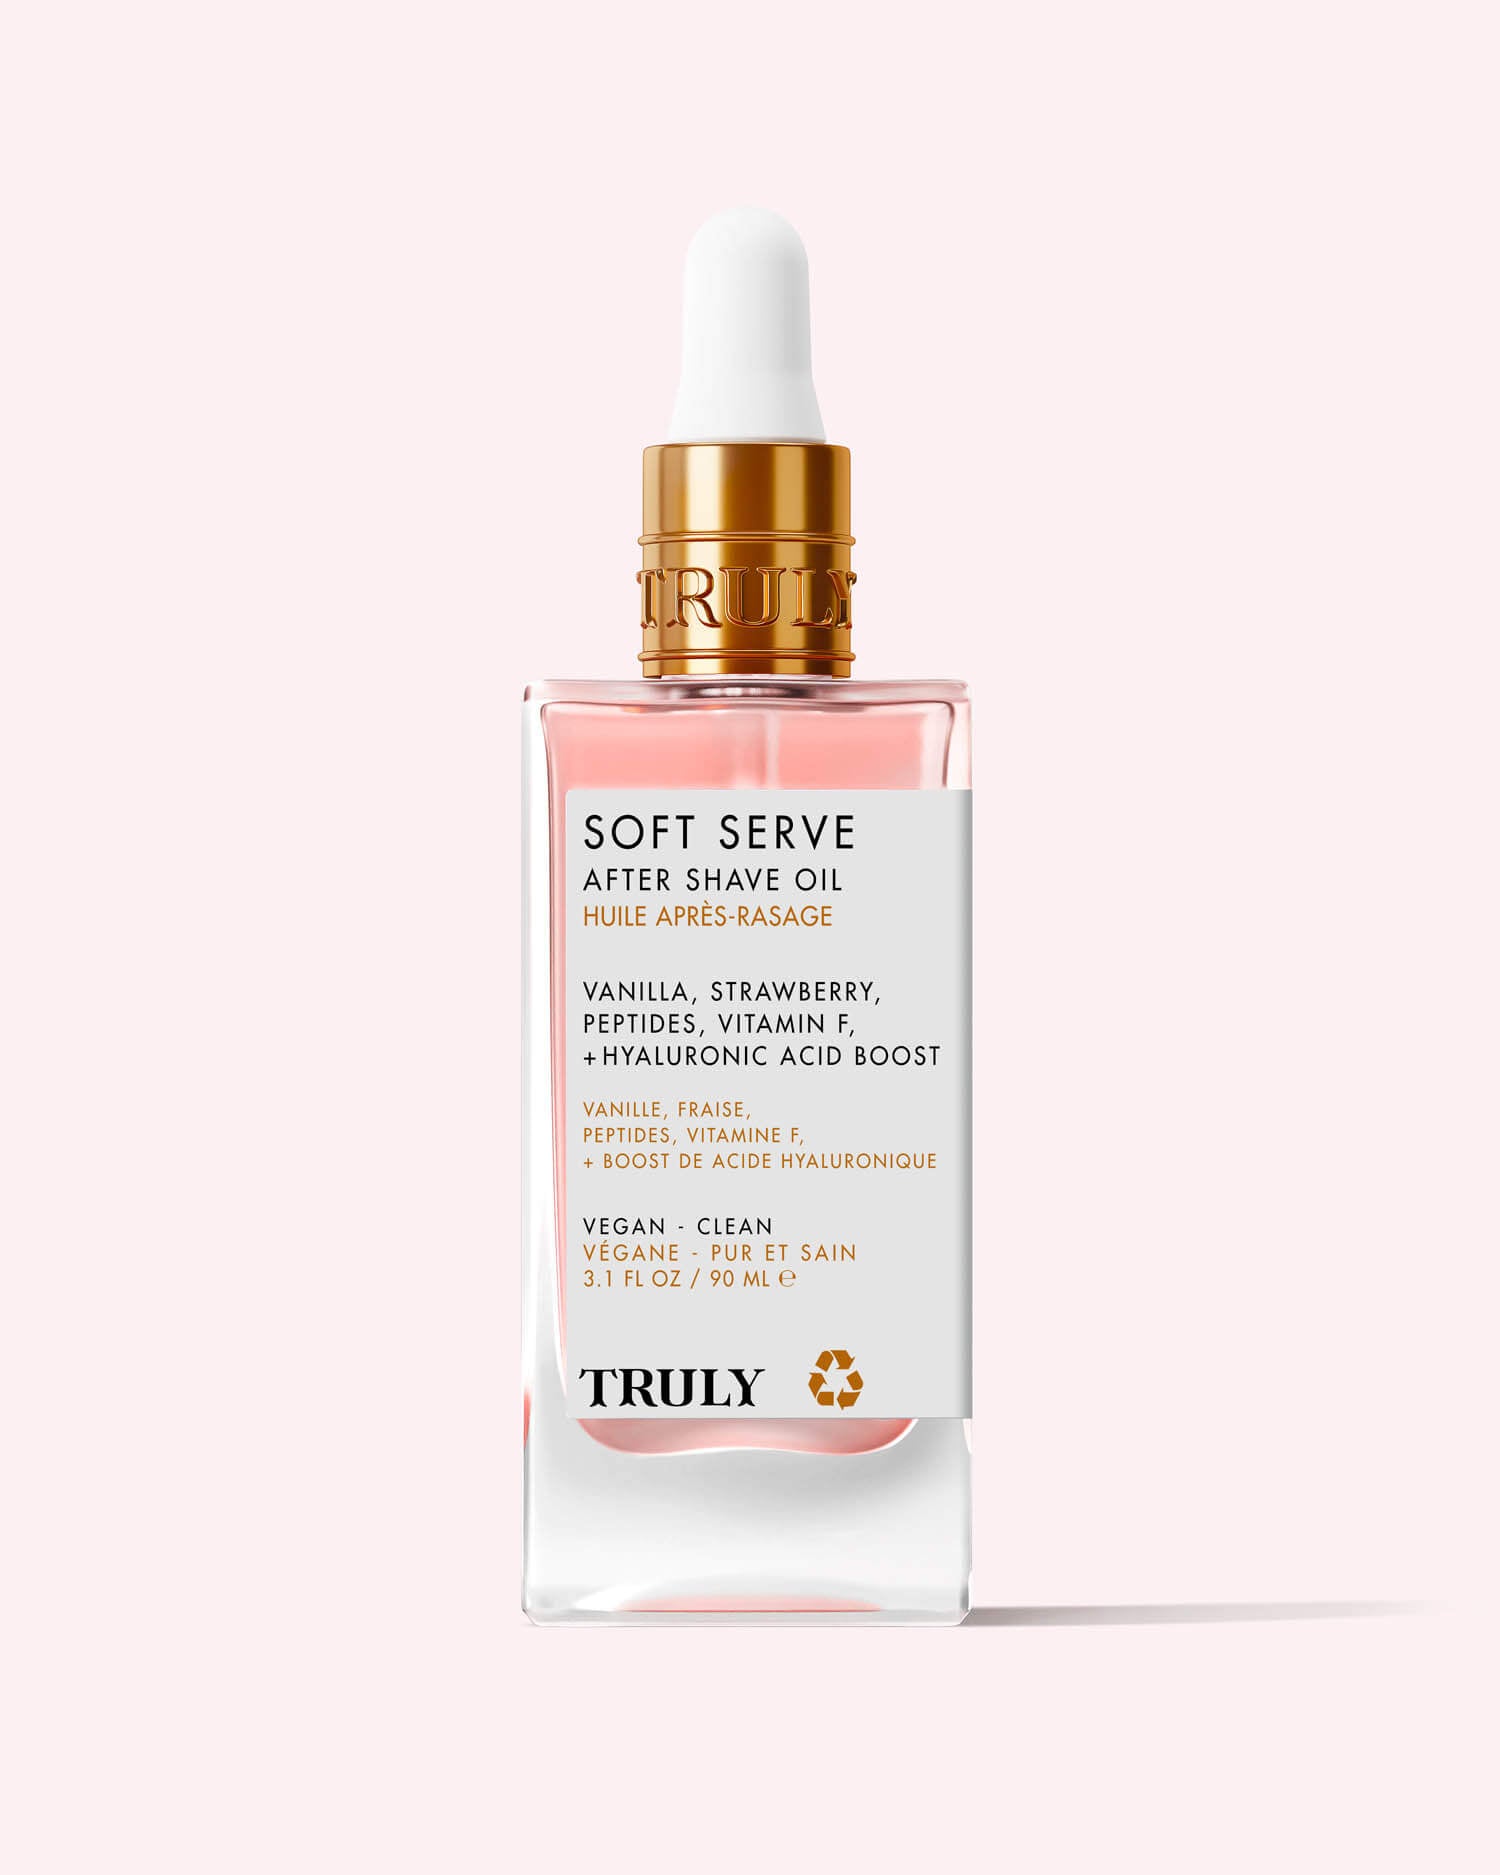 TRULY
SOFT SERVE
AFTER SHAVE OIL
HUILE APRÈS-RASAGE
VANILLA, STRAWBERRY,
PEPTIDES, VITAMIN F,
+HYALURONIC ACID BOOST
VANILLE, FRAISE,
PEPTIDES, VITAMINE F,
+ BOOST DE ACIDE HYALURONIQUE
VEGAN - CLEAN
VÉGANE - PUR ET SAIN
3.1 FL OZ / 90 ML ℮
TRULY